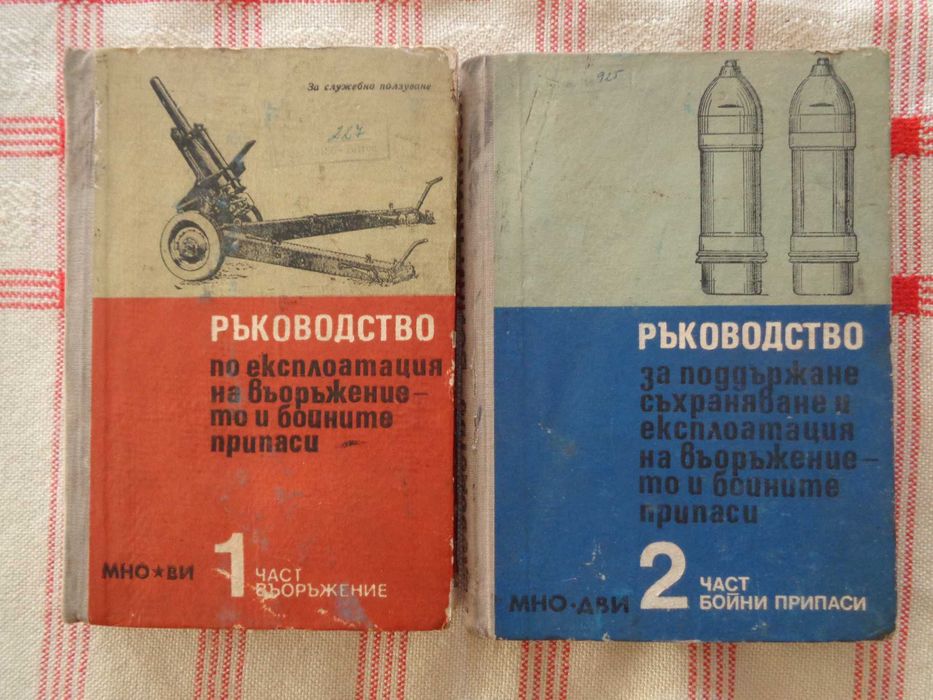 За служебно ползуване
227
РЪКОВОДСТВО
по експлоатация
на въоръжение–
то и бойните
припаси
МНО★ВИ
1 ЧАСТ
ВЪОРЪЖЕНИЕ
925
РЪКОВОДСТВО
за поддържане
съхраняване и
експлоатация
на въоръжение–
то и бойните
припаси
МНО·ДВИ
2 ЧАСТ
БОЙНИ ПРИПАСИ